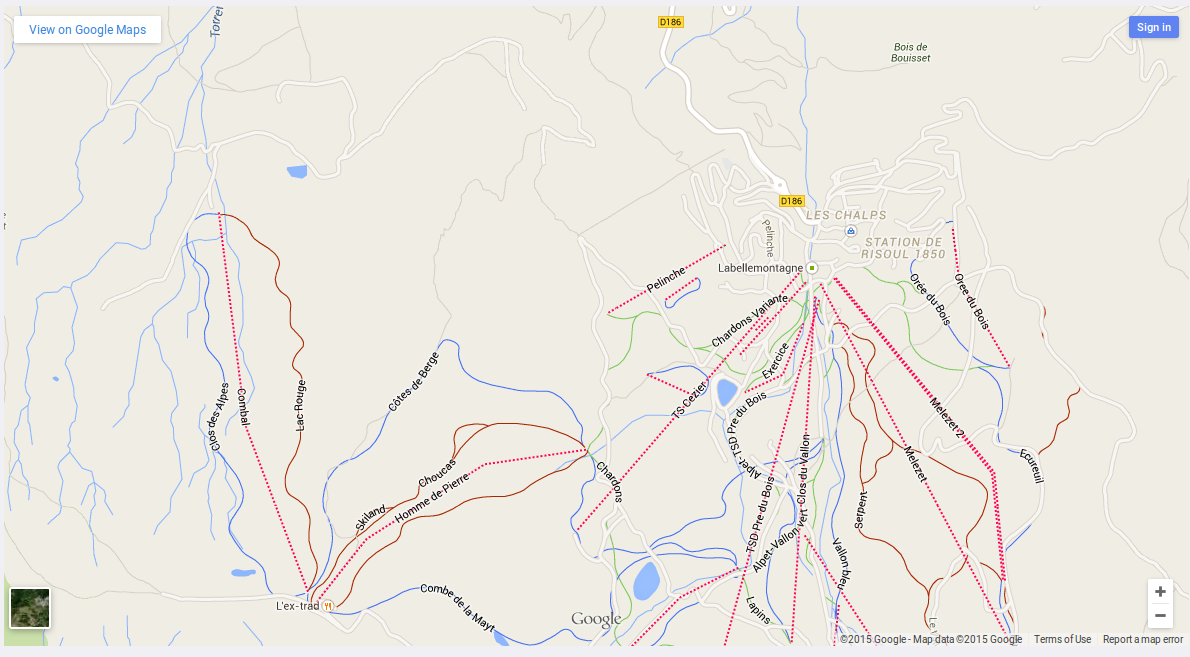 View on Google Maps
Torret
D186
Sign in
Bois de
Bouisset
D186
LES CHALPS
STATION DE
RISOUL 1850
Pelinche
Labellemontagne
Pelinche
Chardons Variante
Orée du Bois
Oree du Bois
Exercice
Côtes de Berge
Clos des Alpes
Combal
Lac Rouge
TS Cezier
Alpet-TSD Pre du Bois
Melezet 2
Choucas
Skiland
Homme de Pierre
Chardons
TSD Pre du Bois
Clos du Vallon
Alpet-Vallon vert
Serpent
Melezet
Ecureuil
Vallon bleu
L'ex-trad
Combe de la Mayt
Lapins
Google
©2015 Google - Map data ©2015 Google
Terms of Use
Report a map error